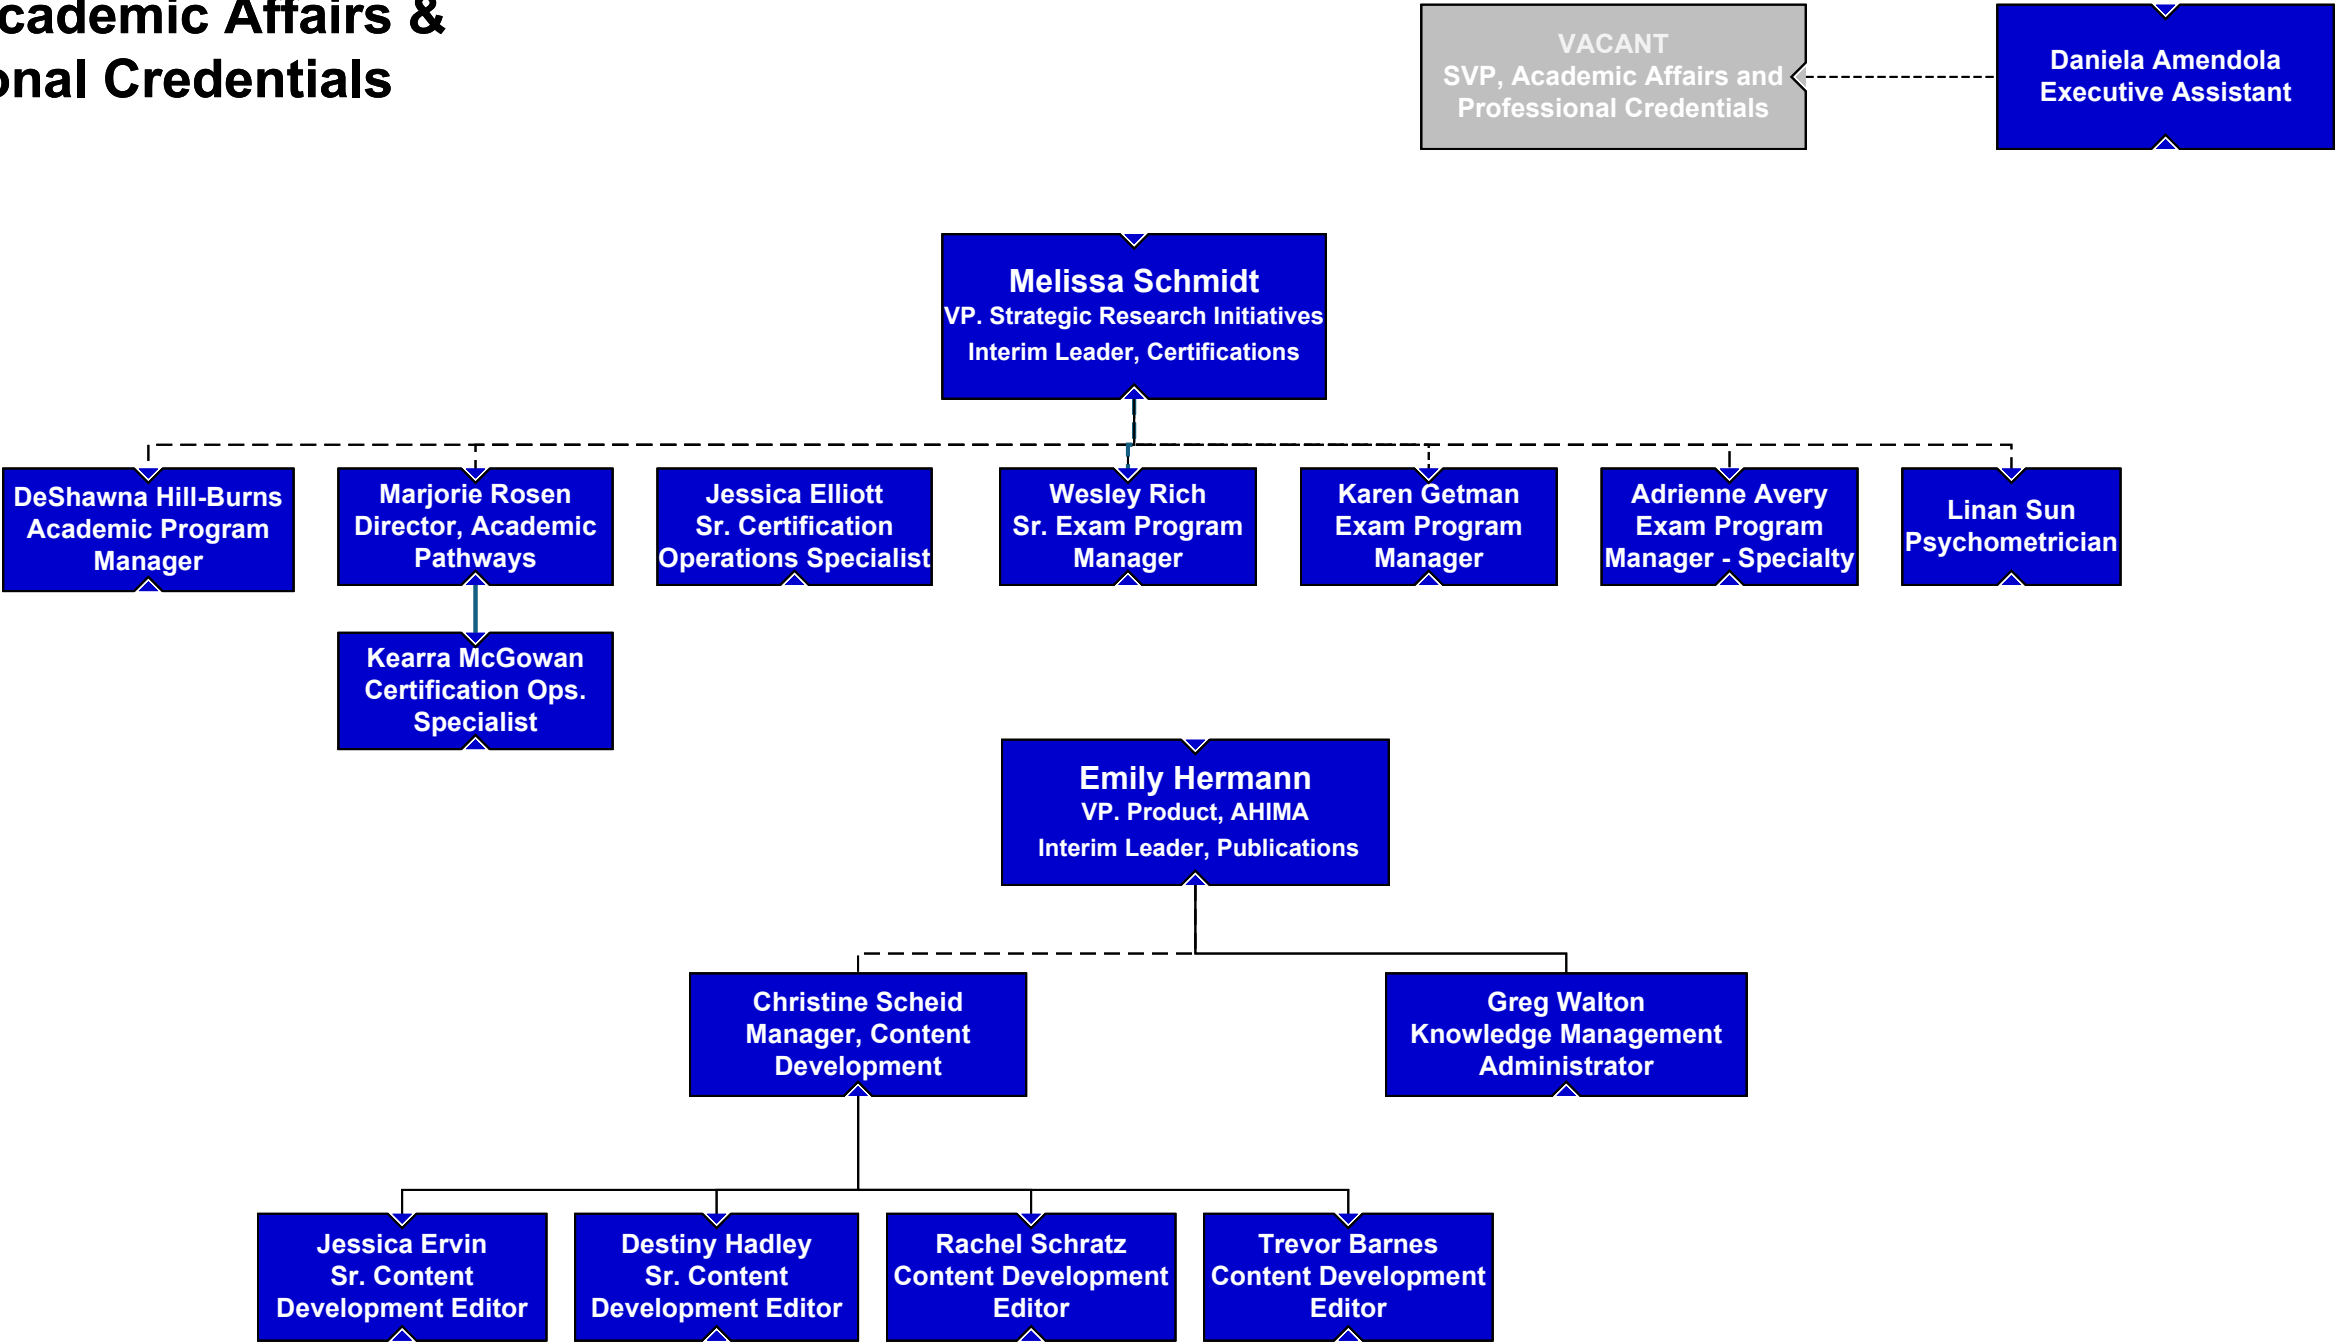 cademic Affairs &
onal Credentials
VACANT
SVP, Academic Affairs and
Professional Credentials
Daniela Amendola
Executive Assistant
Melissa Schmidt
VP. Strategic Research Initiatives
Interim Leader, Certifications
DeShawna Hill-Burns
Academic Program
Manager
Marjorie Rosen
Director, Academic
Pathways
Jessica Elliott
Sr. Certification
Operations Specialist
Wesley Rich
Sr. Exam Program
Manager
Karen Getman
Exam Program
Manager
Adrienne Avery
Exam Program
Manager - Specialty
Linan Sun
Psychometrician
Kearra McGowan
Certification Ops.
Specialist
Emily Hermann
VP. Product, AHIMA
Interim Leader, Publications
Christine Scheid
Manager, Content
Development
Greg Walton
Knowledge Management
Administrator
Jessica Ervin
Sr. Content
Development Editor
Destiny Hadley
Sr. Content
Development Editor
Rachel Schratz
Content Development
Editor
Trevor Barnes
Content Development
Editor